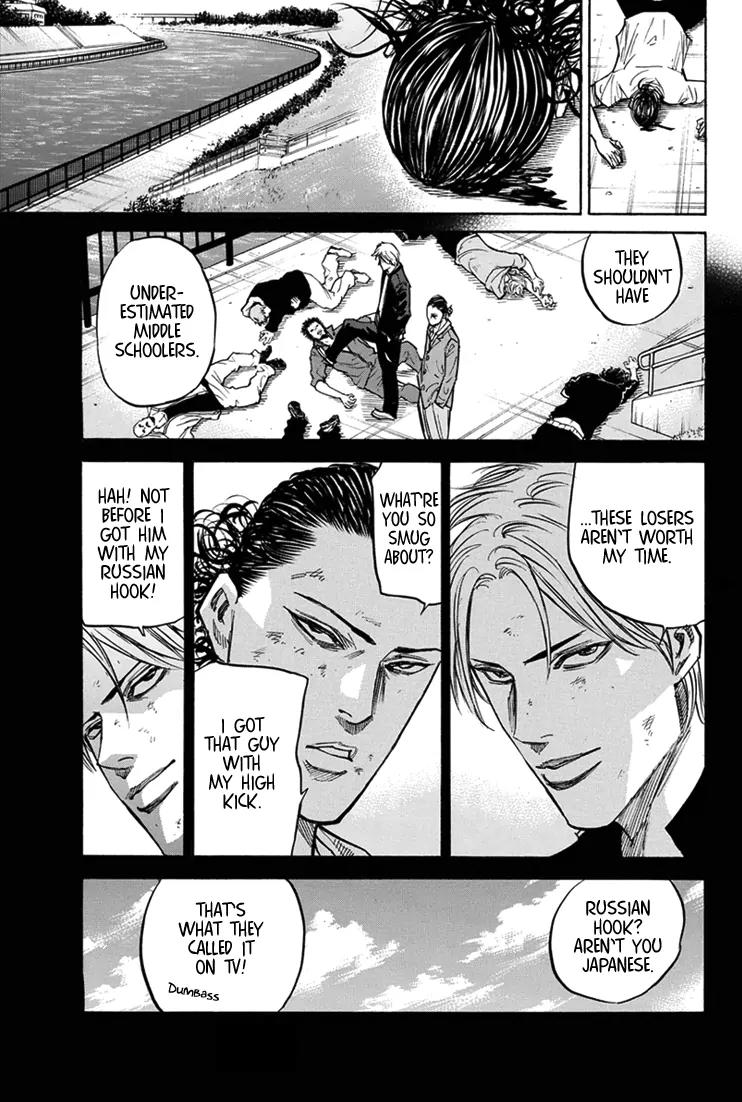 THEY
SHOULDN'T
HAVE
UNDER-
ESTIMATED
MIDDLE
SCHOOLERS.
...THESE LOSERS
AREN'T WORTH
MY TIME.
WHAT'RE
YOU SO
SMUG
ABOUT?
I GOT
THAT GUY
WITH
MY HIGH
KICK.
HAH! NOT
BEFORE I
GOT HIM
WITH MY
RUSSIAN
HOOK!
RUSSIAN
HOOK?
AREN'T YOU
JAPANESE.
THAT'S
WHAT THEY
CALLED IT
ON TV!
DUMBASS